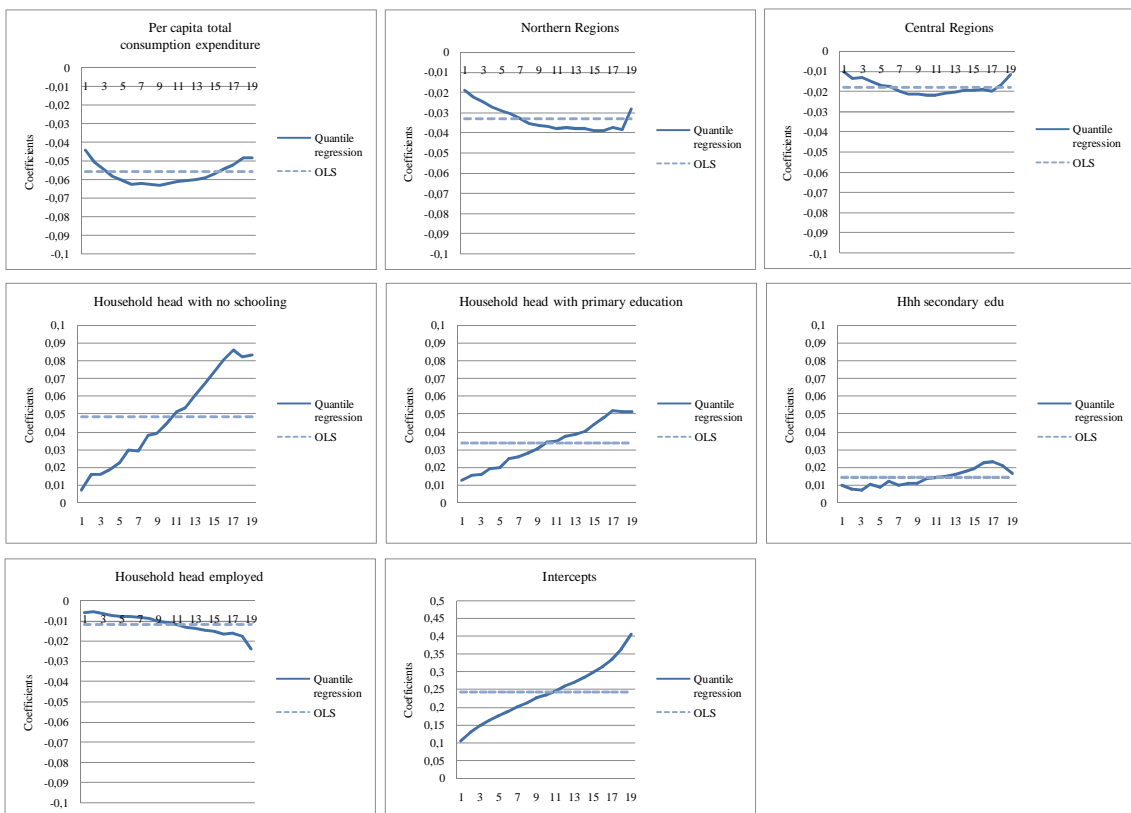 Per capita total
consumption expenditure
0
-0,01
-0,02
-0,03
-0,04
-0,05
-0,06
-0,07
-0,08
-0,09
-0,1
1 3 5 7 9 11 13 15 17 19
Coefficients
Quantile
regression
OLS
Northern Regions
0
-0,01
-0,02
-0,03
-0,04
-0,05
-0,06
-0,07
-0,08
-0,09
-0,1
1 3 5 7 9 11 13 15 17 19
Coefficients
Quantile
regression
OLS
Central Regions
0
-0,01
-0,02
-0,03
-0,04
-0,05
-0,06
-0,07
-0,08
-0,09
-0,1
1 3 5 7 9 11 13 15 17 19
Coefficients
Quantile
regression
OLS
Household head with no schooling
0,1
0,09
0,08
0,07
0,06
0,05
0,04
0,03
0,02
0,01
0
1 3 5 7 9 11 13 15 17 19
Coefficients
Quantile
regression
OLS
Household head with primary education
0,1
0,09
0,08
0,07
0,06
0,05
0,04
0,03
0,02
0,01
0
1 3 5 7 9 11 13 15 17 19
Coefficients
Quantile
regression
OLS
Hhh secondary edu
0,1
0,09
0,08
0,07
0,06
0,05
0,04
0,03
0,02
0,01
0
1 3 5 7 9 11 13 15 17 19
Coefficients
Quantile
regression
OLS
Household head employed
0
-0,01
-0,02
-0,03
-0,04
-0,05
-0,06
-0,07
-0,08
-0,09
-0,1
1 3 5 7 9 11 13 15 17 19
Coefficients
Quantile
regression
OLS
Intercepts
0,5
0,45
0,4
0,35
0,3
0,25
0,2
0,15
0,1
0,05
0
1 3 5 7 9 11 13 15 17 19
Coefficients
Quantile
regression
OLS